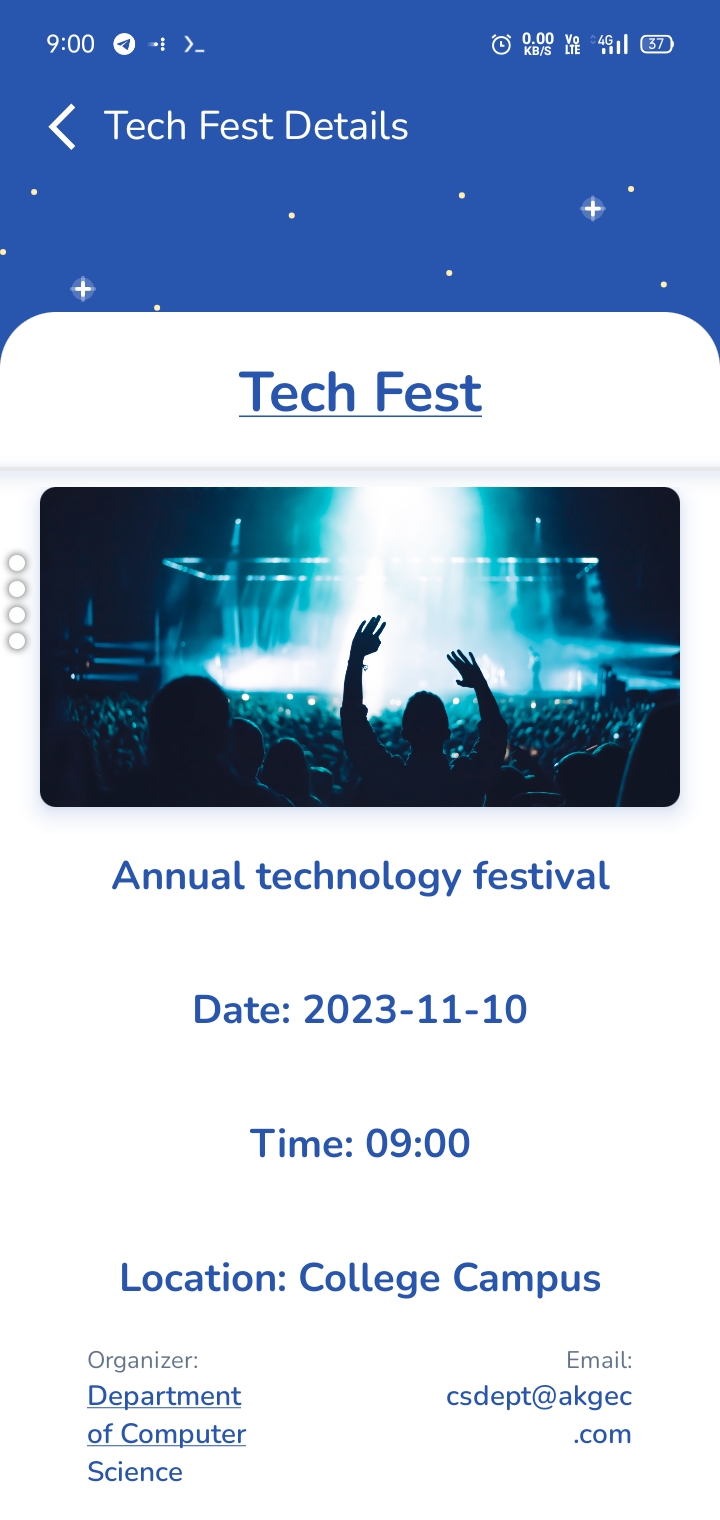 9:00 0.00 KB/S Vo LTE 4G 37
Tech Fest Details
Tech Fest
Annual technology festival
Date: 2023-11-10
Time: 09:00
Location: College Campus
Organizer:
Department
of Computer
Science
Email:
csdept@akgec
.com